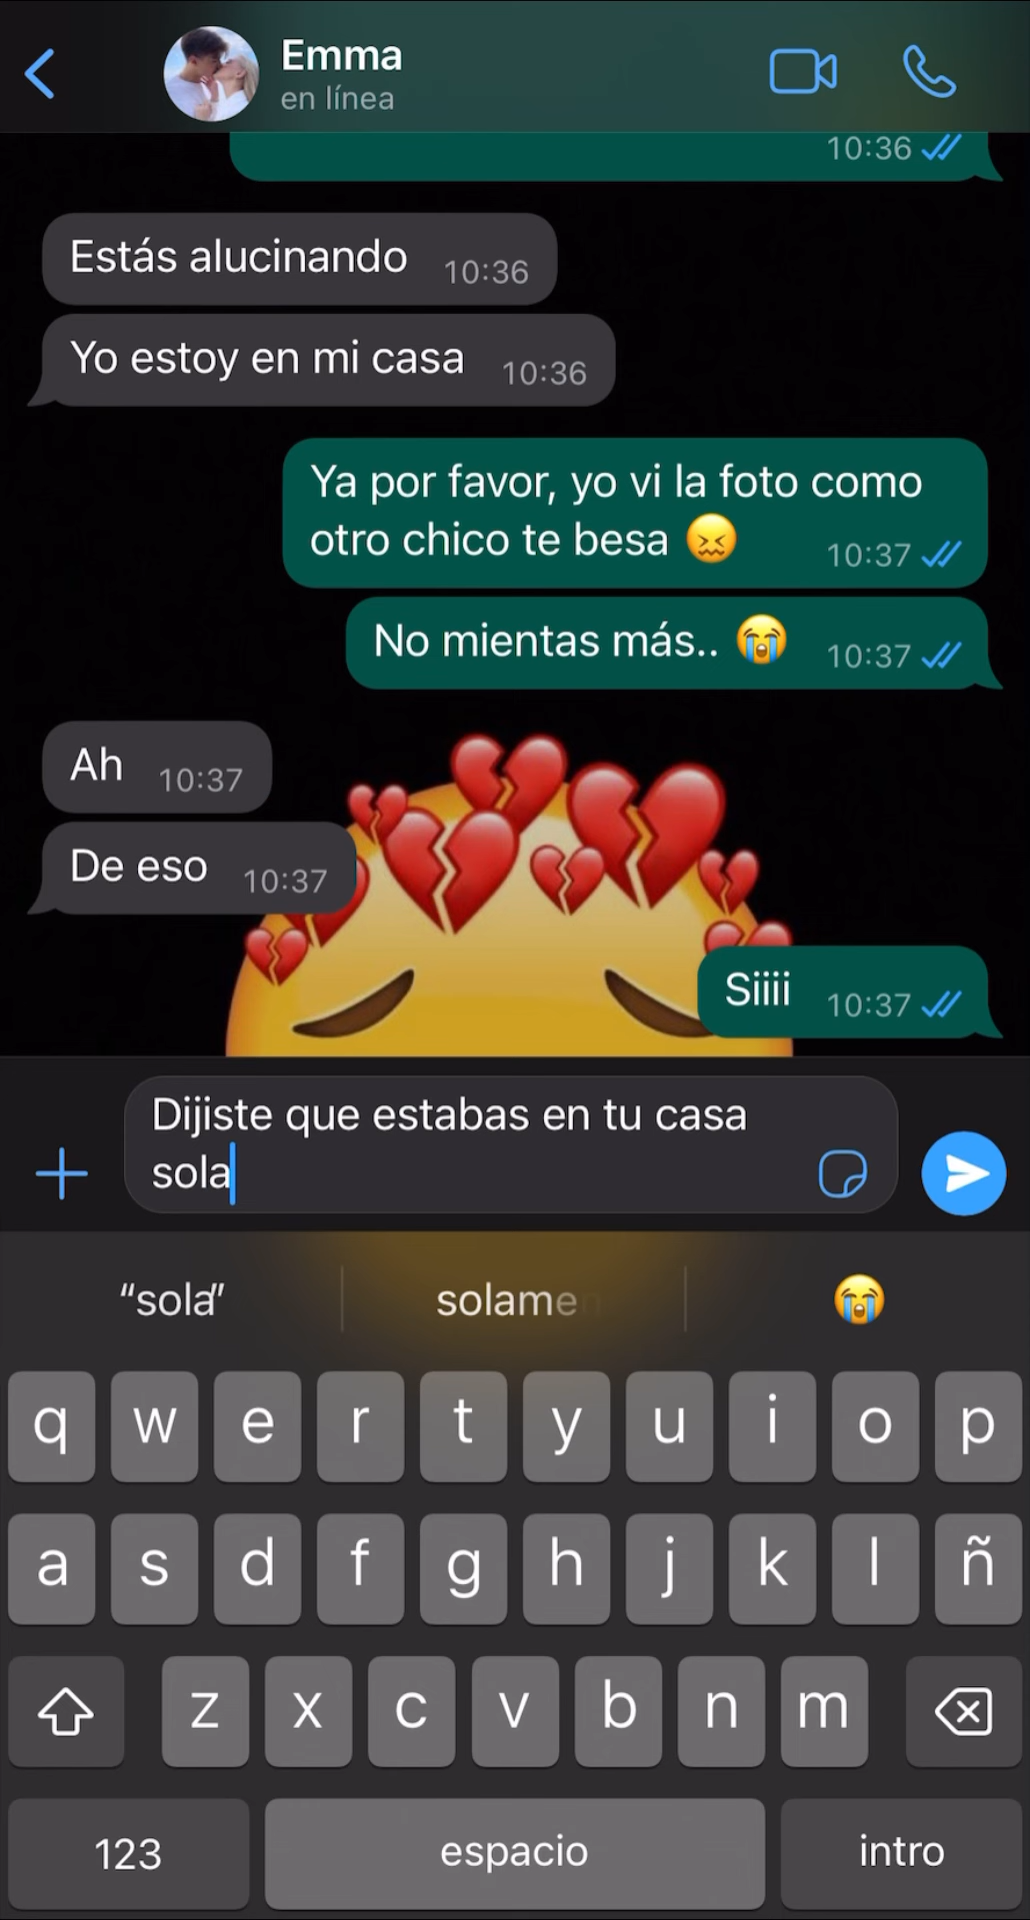 Emma
en línea
10:36
Estás alucinando 10:36
Yo estoy en mi casa 10:36
Ya por favor, yo vi la foto como
otro chico te besa 😖 10:37
No mientas más.. 😭 10:37
Ah 10:37
De eso 10:37
Siiii 10:37
Dijiste que estabas en tu casa
sola
“sola” solame 😭
q w e r t y u i o p
a s d f g h j k l ñ
z x c v b n m
123 espacio intro